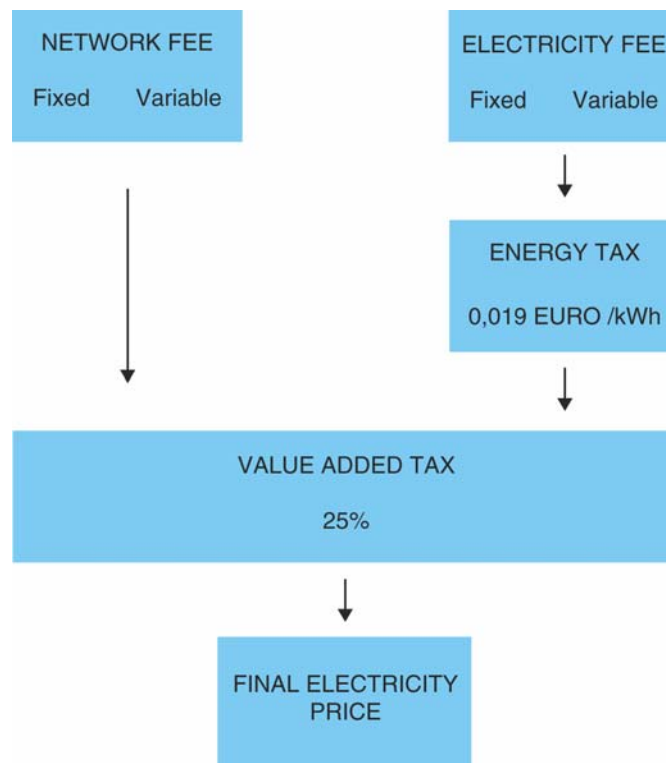 NETWORK FEE
Fixed Variable
ELECTRICITY FEE
Fixed Variable
ENERGY TAX
0,019 EURO /kWh
VALUE ADDED TAX
25%
FINAL ELECTRICITY
PRICE